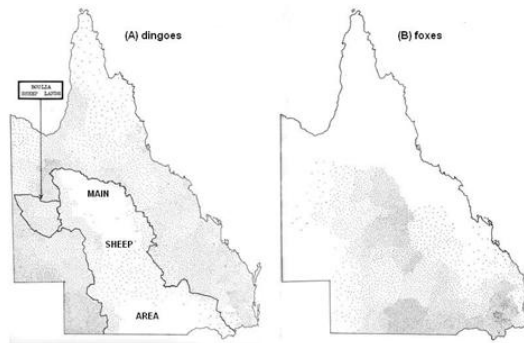 (A) dingoes
(B) foxes
BOULIA
SHEEP LANDS
MAIN
SHEEP
AREA